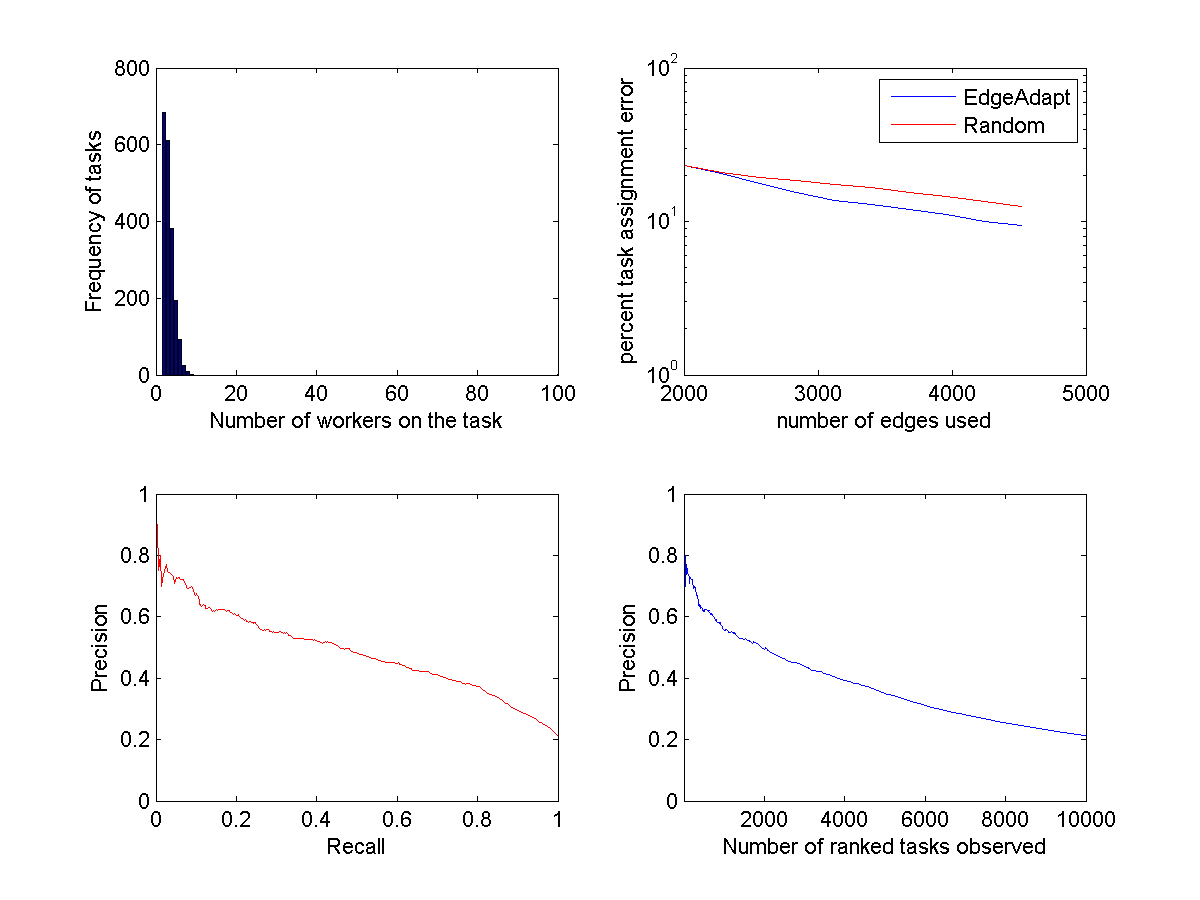 800
600
400
200
0
0 20 40 60 80 100
Frequency of tasks
Number of workers on the task
10^2
10^1
10^0
2000 3000 4000 5000
percent task assignment error
number of edges used
EdgeAdapt
Random
1
0.8
0.6
0.4
0.2
0
0 0.2 0.4 0.6 0.8 1
Precision
Recall
1
0.8
0.6
0.4
0.2
0
2000 4000 6000 8000 10000
Precision
Number of ranked tasks observed